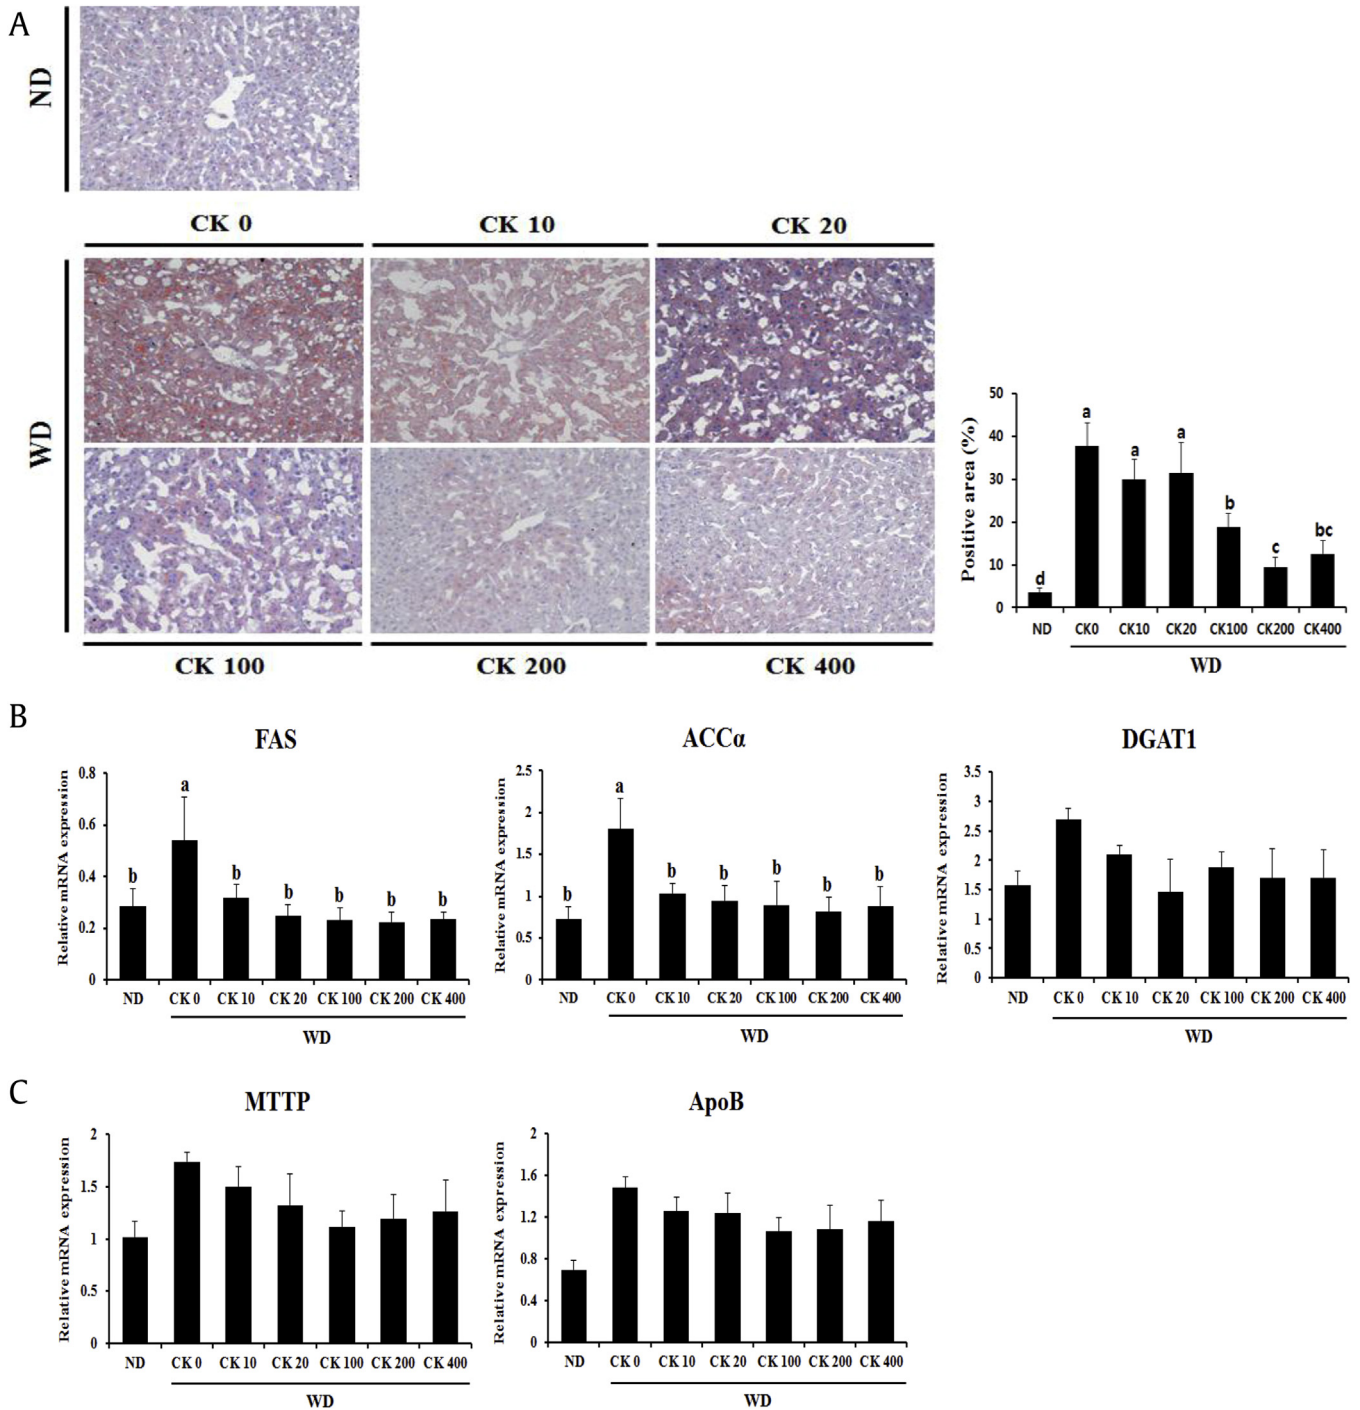 A
ND
CK 0 CK 10 CK 20
WD
CK 100 CK 200 CK 400
Positive area (%)
50
40
30
20
10
0
d a a a b c bc
ND CK0 CK10 CK20 CK100 CK200 CK400
WD
B
FAS
Relative mRNA expression
0.8
0.6
0.4
0.2
0
b a b b b b b
ND CK 0 CK 10 CK 20 CK 100 CK 200 CK 400
WD
ACCα
Relative mRNA expression
2.5
2
1.5
1
0.5
0
b a b b b b b
ND CK 0 CK 10 CK 20 CK 100 CK 200 CK 400
WD
DGAT1
Relative mRNA expression
3.5
3
2.5
2
1.5
1
0.5
0
ND CK 0 CK 10 CK 20 CK 100 CK 200 CK 400
WD
C
MTTP
Relative mRNA expression
2
1.5
1
0.5
0
ND CK 0 CK 10 CK 20 CK 100 CK 200 CK 400
WD
ApoB
Relative mRNA expression
2
1.6
1.2
0.8
0.4
0
ND CK 0 CK 10 CK 20 CK 100 CK 200 CK 400
WD